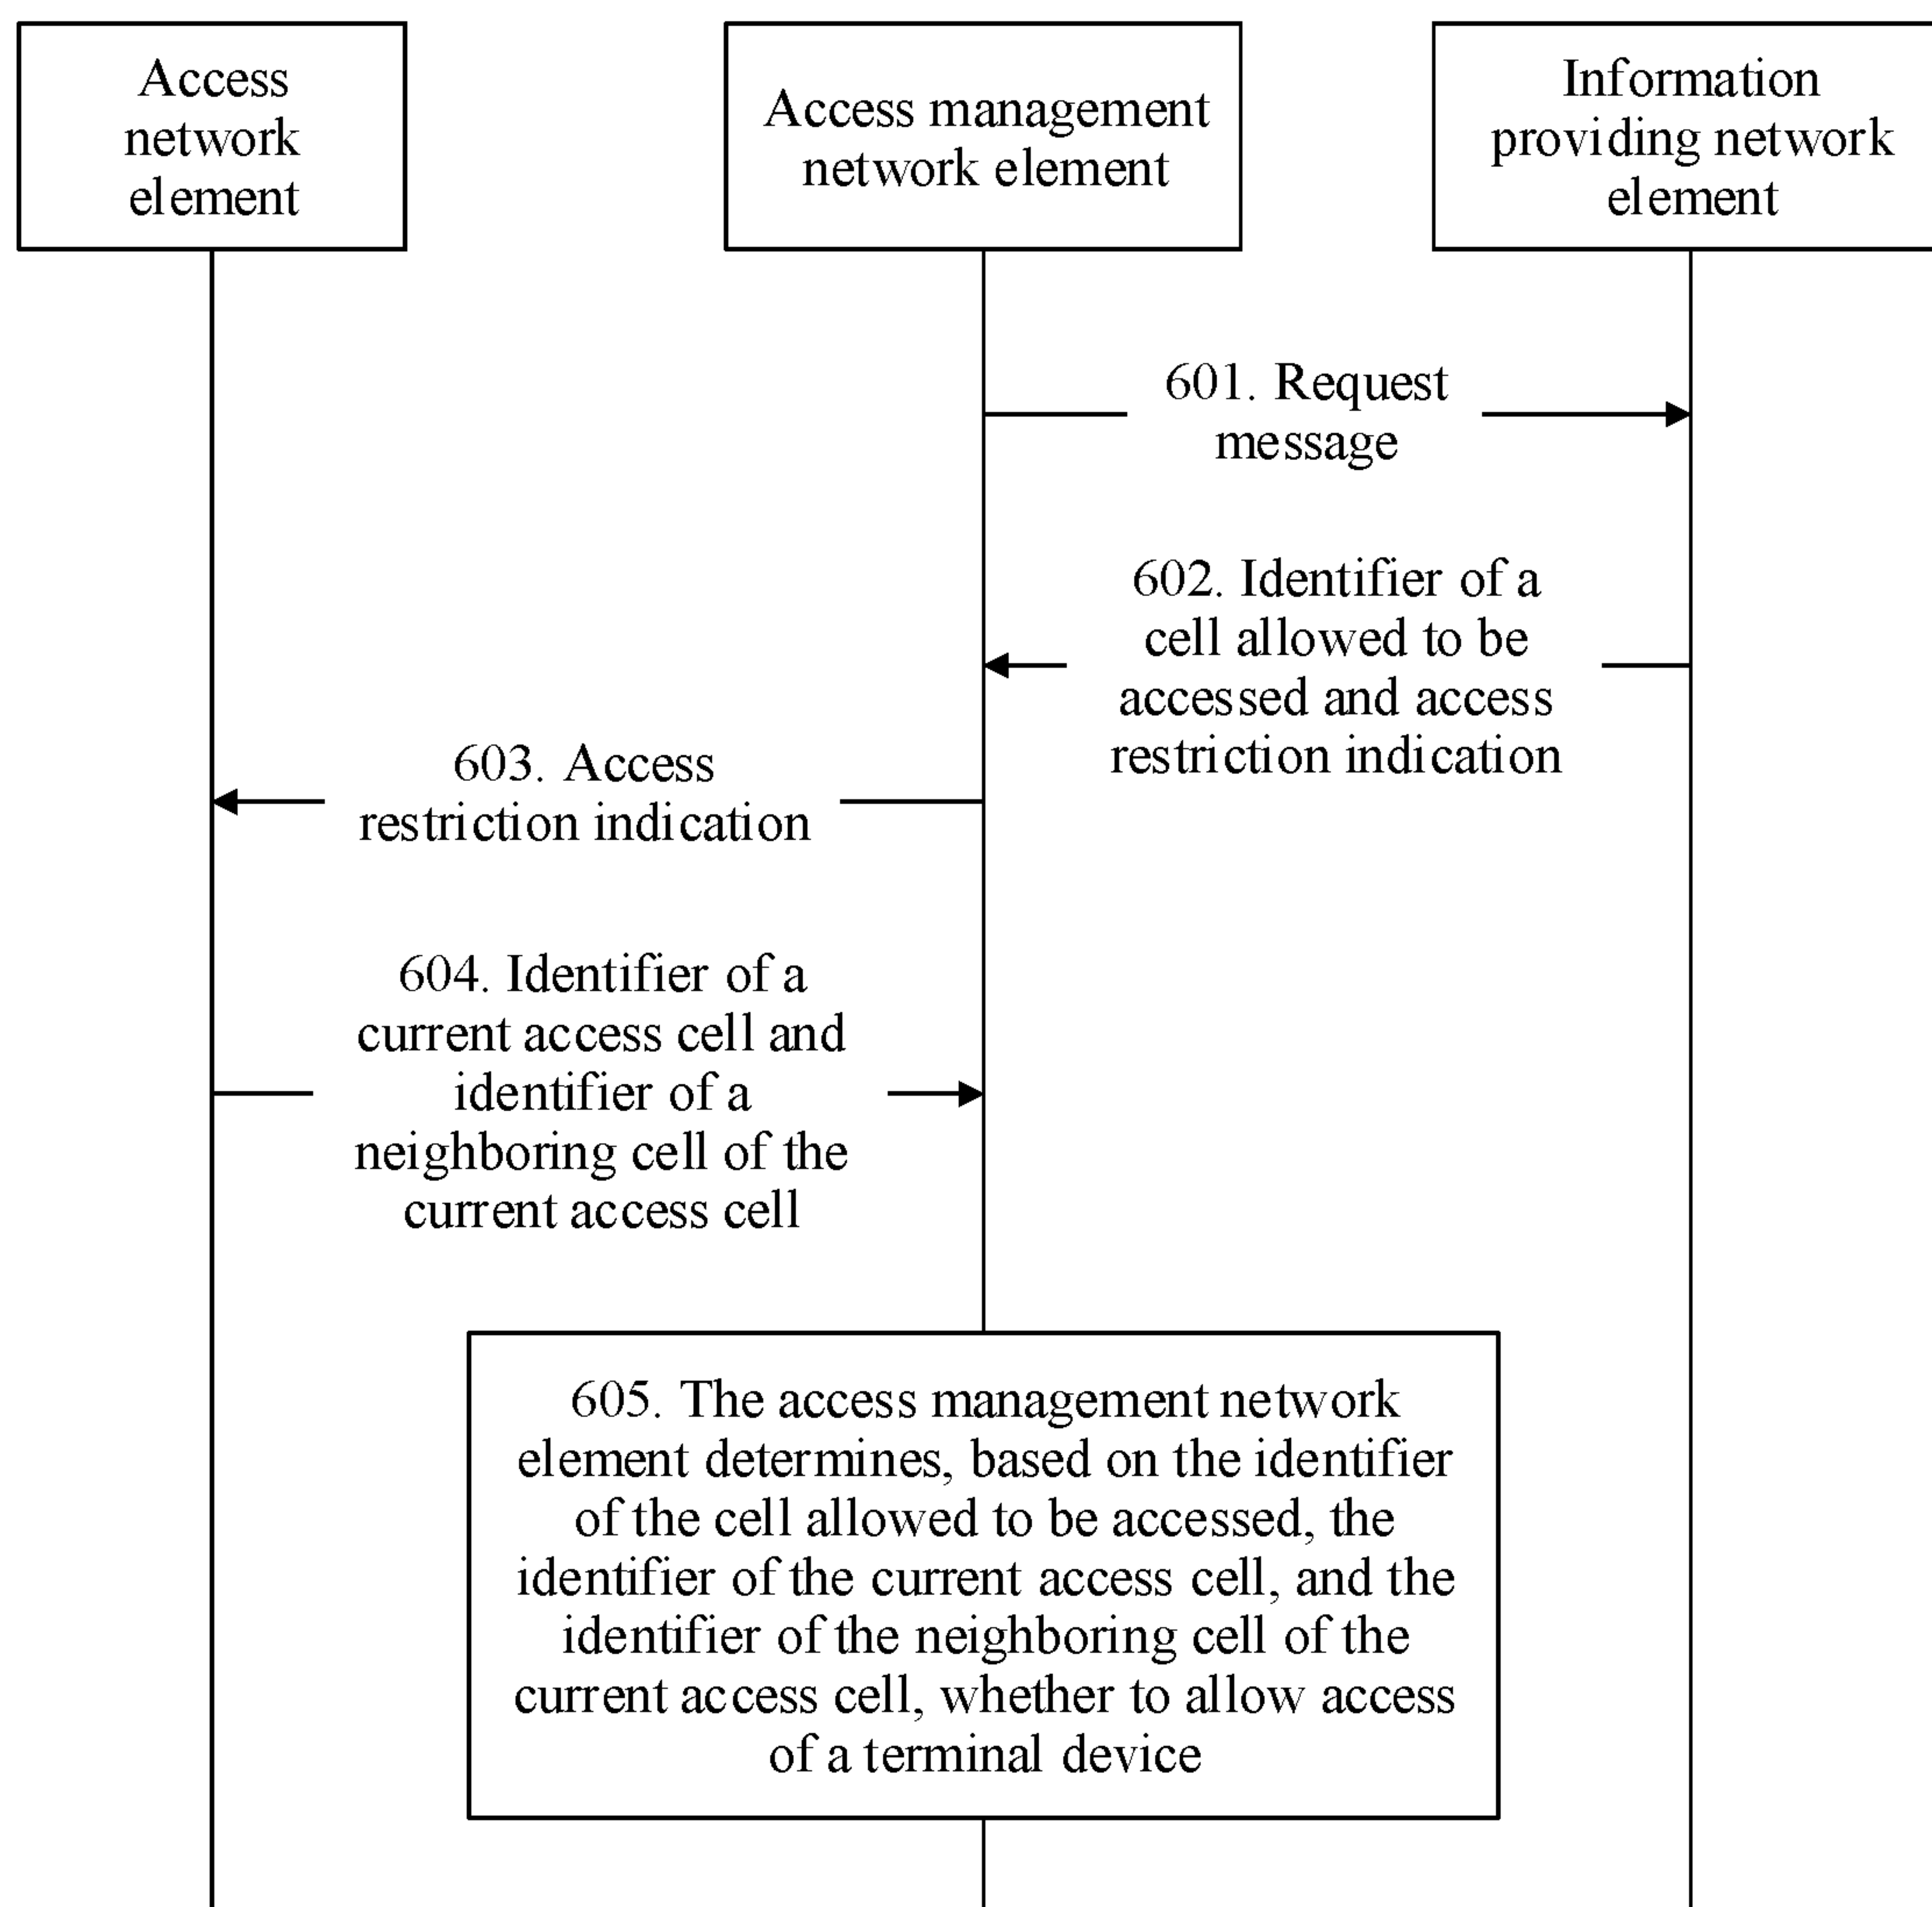 Access
network
element
Access management
network element
Information
providing network
element
601. Request
message
602. Identifier of a
cell allowed to be
accessed and access
restriction indication
603. Access
restriction indication
604. Identifier of a
current access cell and
identifier of a
neighboring cell of the
current access cell
605. The access management network
element determines, based on the identifier
of the cell allowed to be accessed, the
identifier of the current access cell, and the
identifier of the neighboring cell of the
current access cell, whether to allow access
of a terminal device